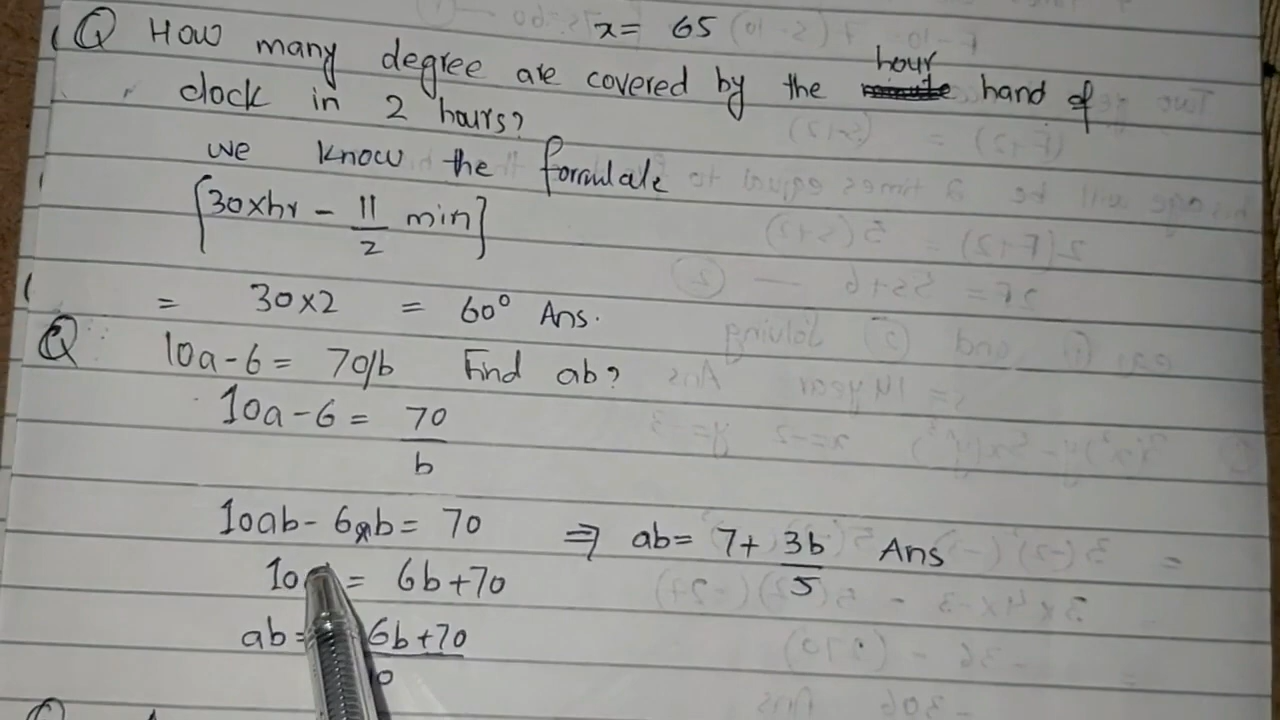 x = 65
Q How many degree are covered by the hour hand of
clock in 2 hours?
we know the formulale
[30×hr - 11/2 min]
= 30×2 = 60° Ans.
Q 10a-6 = 70/b Find ab?
10a-6 = 70/b
10ab - 6b = 70 ⇒ ab = 7+ 3b/5 Ans
10 = 6b+70
ab = 6b+70